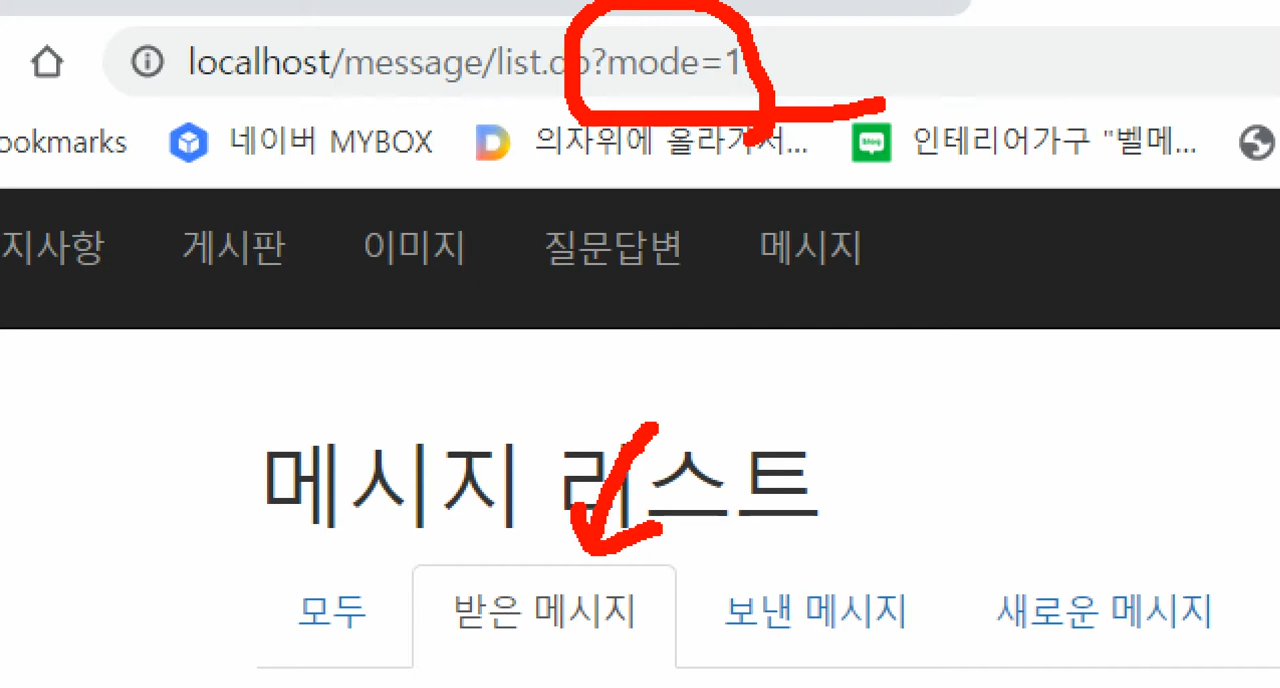 localhost/message/list.do?mode=1
ookmarks 네이버 MYBOX 의자위에 올라가서... blog 인테리어가구 "벨메...
지사항 게시판 이미지 질문답변 메시지
메시지 리스트
모두 받은 메시지 보낸 메시지 새로운 메시지